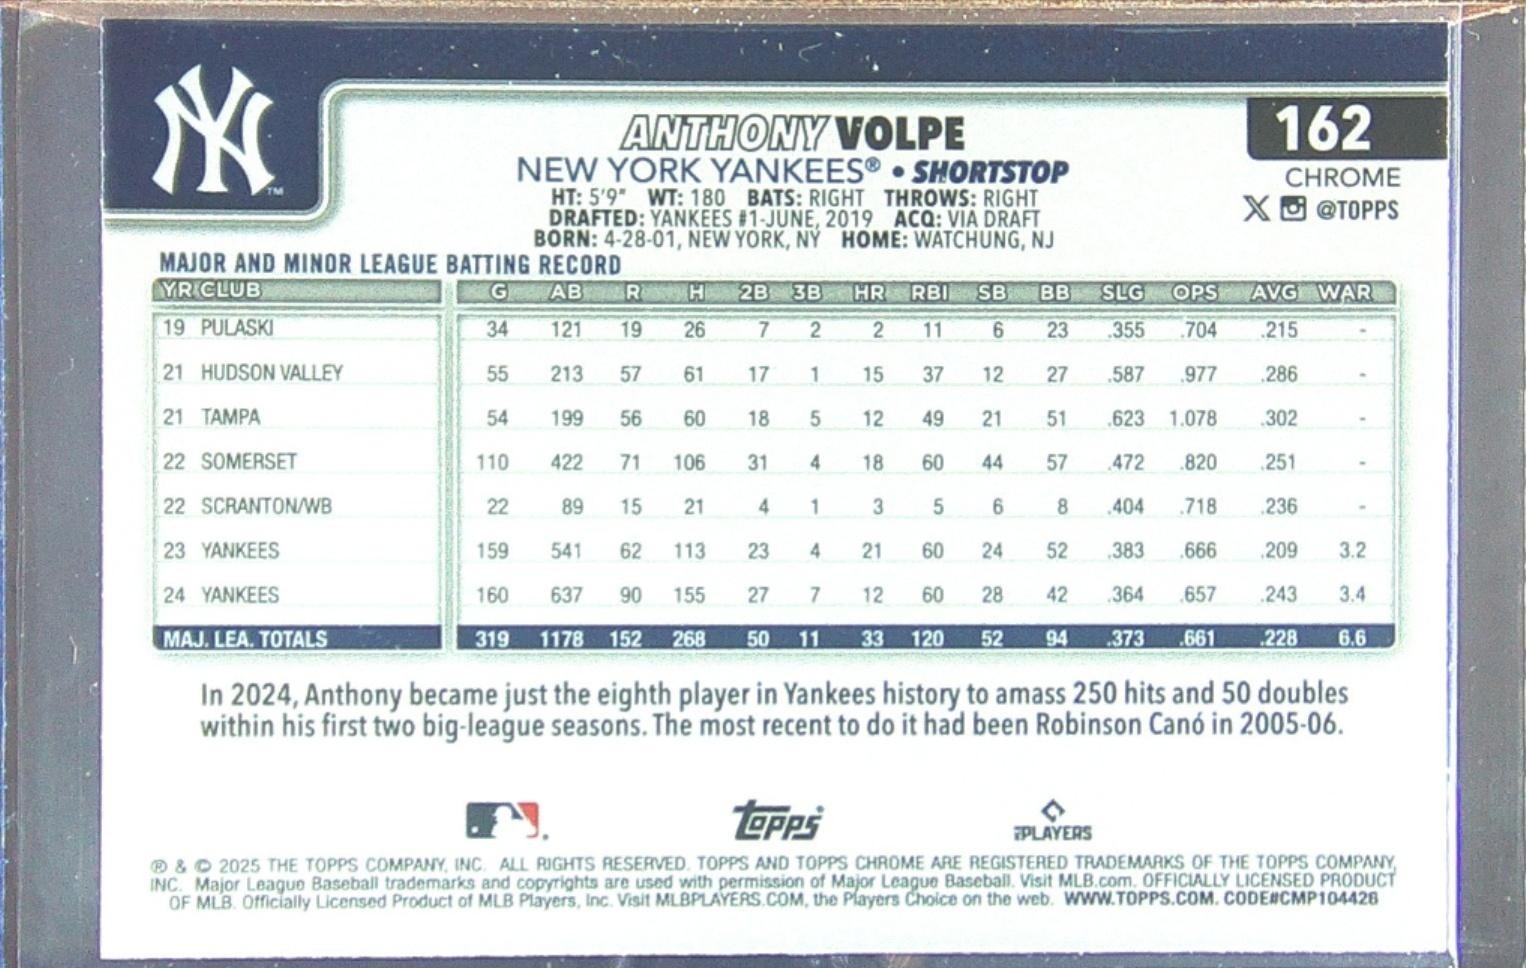 NY TM
ANTHONY VOLPE
162
NEW YORK YANKEES® • SHORTSTOP
CHROME
HT: 5'9" WT: 180 BATS: RIGHT THROWS: RIGHT
X @TOPPS
DRAFTED: YANKEES #1-JUNE, 2019 ACQ: VIA DRAFT
BORN: 4-28-01, NEW YORK, NY HOME: WATCHUNG, NJ
MAJOR AND MINOR LEAGUE BATTING RECORD
YR CLUB G AB R H 2B 3B HR RBI SB BB SLG OPS AVG WAR
19 PULASKI 34 121 19 26 7 2 2 11 6 23 .355 .704 .215 -
21 HUDSON VALLEY 55 213 57 61 17 1 15 37 12 27 .587 .977 .286 -
21 TAMPA 54 199 56 60 18 5 12 49 21 51 .623 1.078 .302 -
22 SOMERSET 110 422 71 106 31 4 18 60 44 57 .472 .820 .251 -
22 SCRANTON/WB 22 89 15 21 4 1 3 5 6 8 .404 .718 .236 -
23 YANKEES 159 541 62 113 23 4 21 60 24 52 .383 .666 .209 3.2
24 YANKEES 160 637 90 155 27 7 12 60 28 42 .364 .657 .243 3.4
MAJ. LEA. TOTALS 319 1178 152 268 50 11 33 120 52 94 .373 .661 .228 6.6
In 2024, Anthony became just the eighth player in Yankees history to amass 250 hits and 50 doubles
within his first two big-league seasons. The most recent to do it had been Robinson Canó in 2005-06.
topps
PLAYERS
® & © 2025 THE TOPPS COMPANY, INC. ALL RIGHTS RESERVED. TOPPS AND TOPPS CHROME ARE REGISTERED TRADEMARKS OF THE TOPPS COMPANY,
INC. Major League Baseball trademarks and copyrights are used with permission of Major League Baseball. Visit MLB.com. OFFICIALLY LICENSED PRODUCT
OF MLB. Officially Licensed Product of MLB Players, Inc. Visit MLBPLAYERS.COM, the Players Choice on the web. WWW.TOPPS.COM. CODE#CMP104426